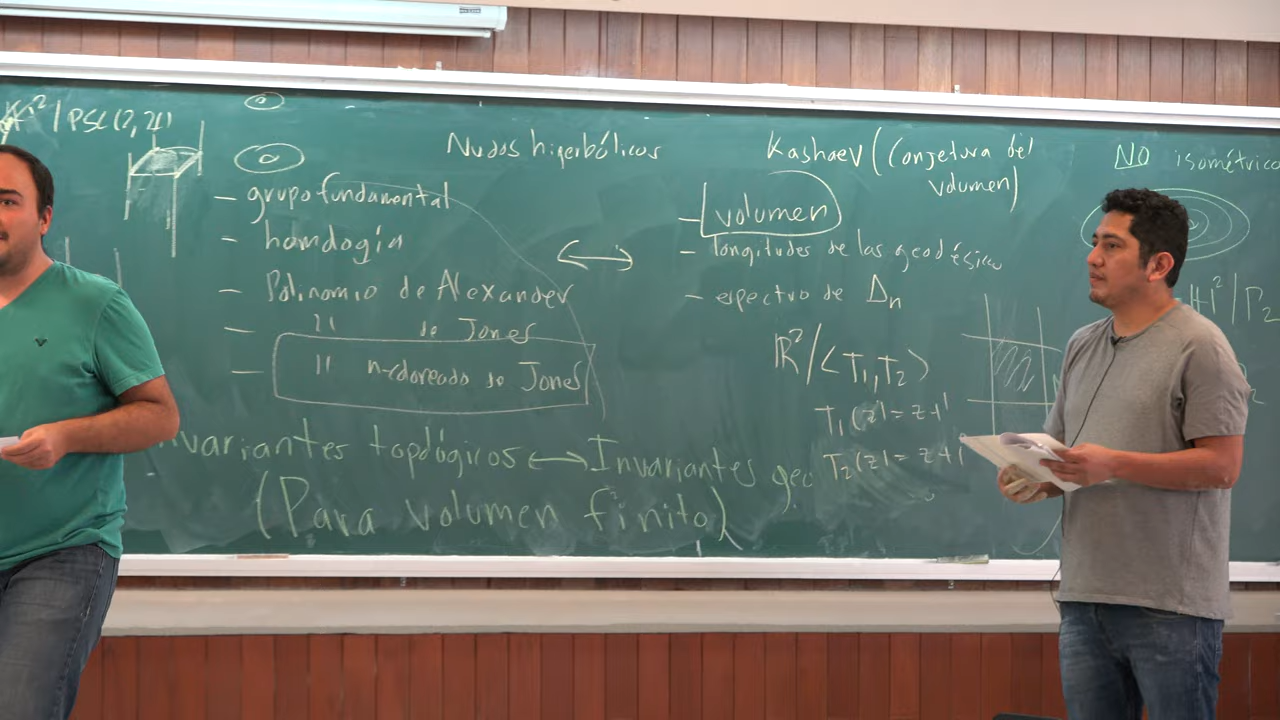 H² / PSL(2, Z[i])
Nudos hiperbólicos
Kashaev (Conjetura del
volumen)
NO isométrico
- grupo fundamental
- homología
- Polinomio de Alexander
- " de Jones
- " n-coloreado de Jones
- volumen
- longitudes de las geodésicas
- espectro de Δn
ℝ² / <T₁, T₂>
T₁(z) = z+1
T₂(z) = z+i
H² / Γ₂
Invariantes topológicos ↔ Invariantes geo
(Para volumen finito)